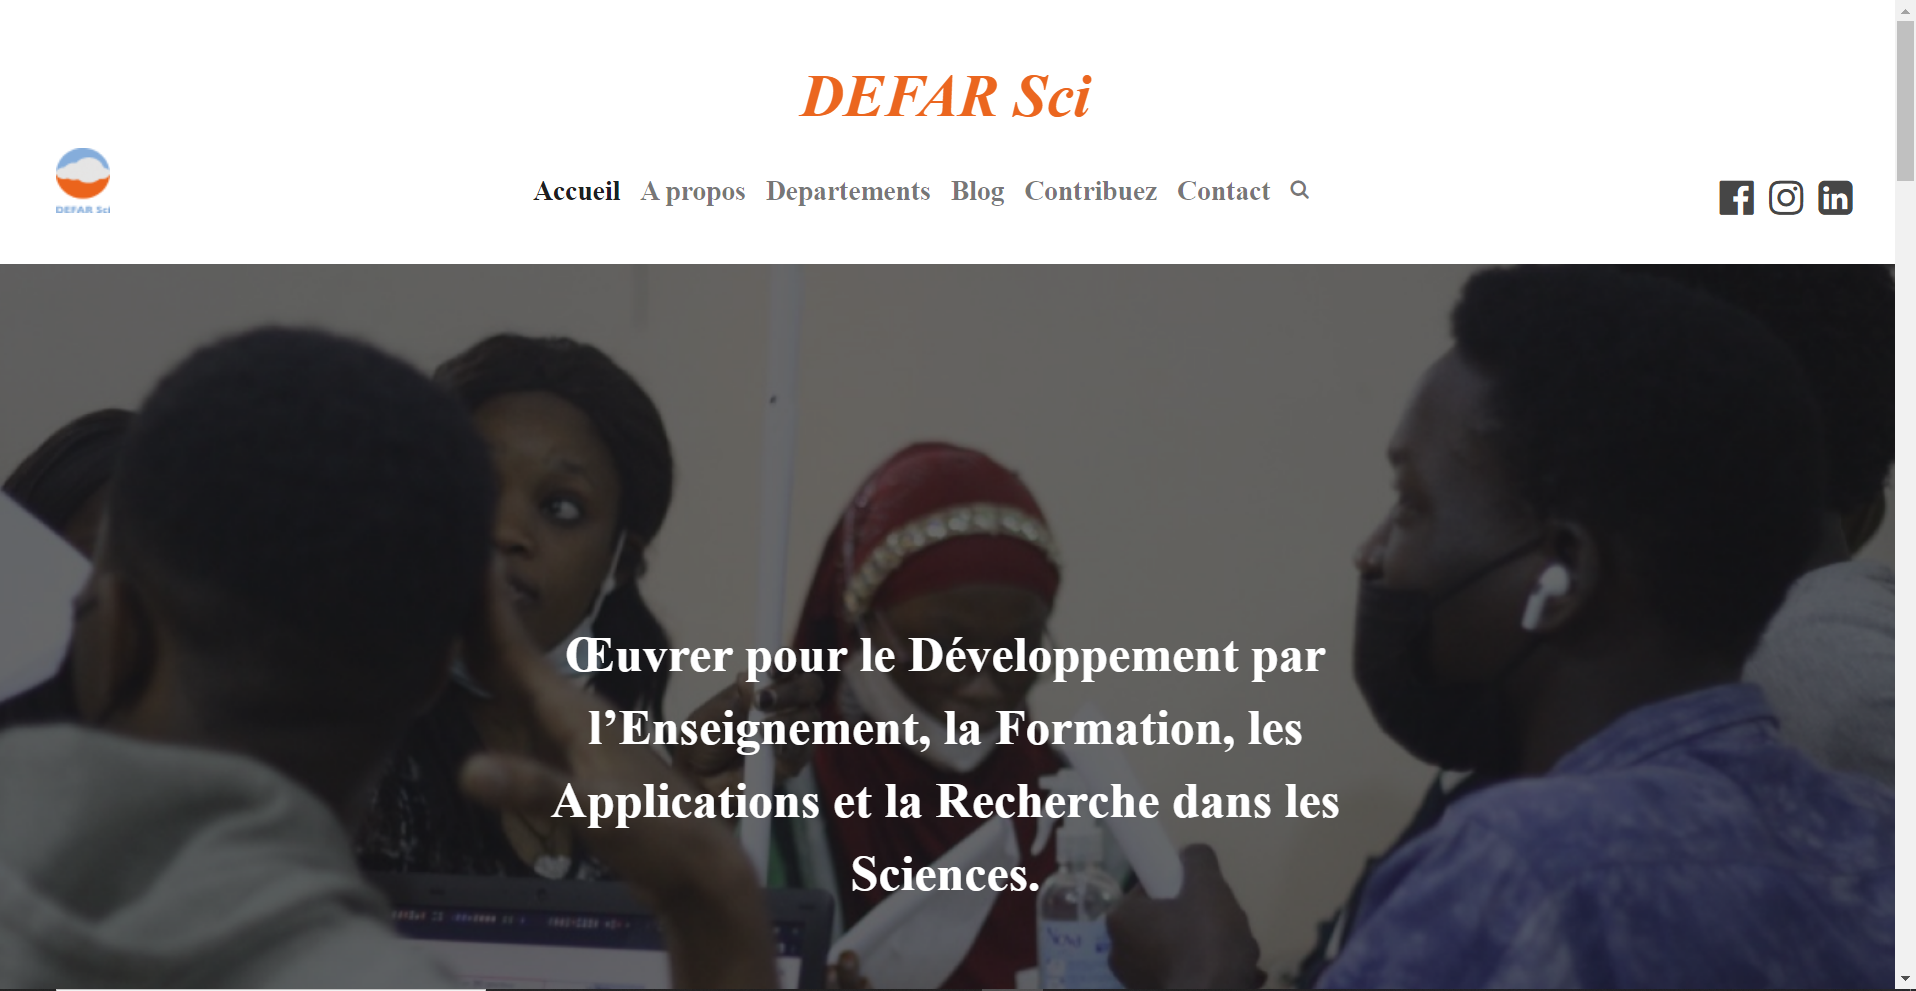 DEFAR Sci
DEFAR Sci
Accueil A propos Departements Blog Contribuez Contact
Œuvrer pour le Développement par
l’Enseignement, la Formation, les
Applications et la Recherche dans les
Sciences.